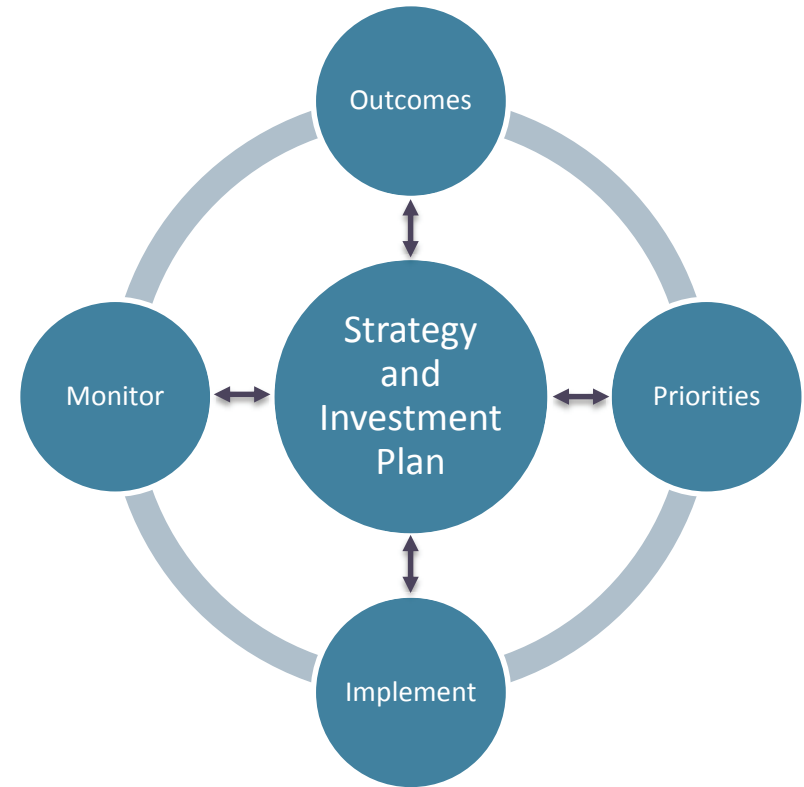 Outcomes
Strategy
and
Investment
Plan
Monitor
Priorities
Implement